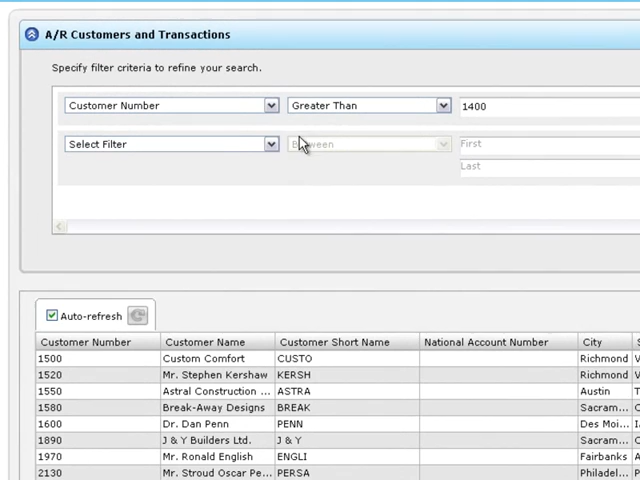 A/R Customers and Transactions
Specify filter criteria to refine your search.
Customer Number Greater Than 1400
Select Filter First
Last
Auto-refresh
Customer Number Customer Name Customer Short Name National Account Number City S
1500 Custom Comfort CUSTO Richmond V
1520 Mr. Stephen Kershaw KERSH Richmond V
1550 Astral Construction ... ASTRA Austin T
1580 Break-Away Designs BREAK Sacram... C
1600 Dr. Dan Penn PENN Des Moi... I
1890 J & Y Builders Ltd. J & Y Sacram... C
1970 Mr. Ronald English ENGLI Fairbanks A
2130 Mr. Stroud Oscar Pe... PERSA Philadel... P